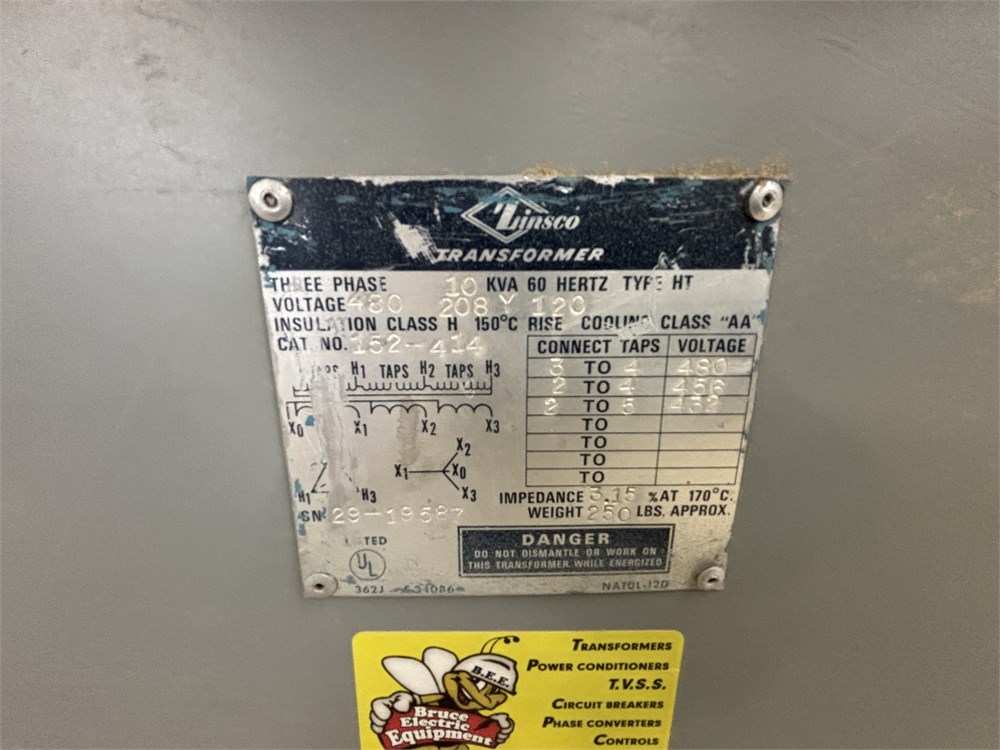 Linsco
TRANSFORMER
THREE PHASE 10 KVA 60 HERTZ TYPE HT
VOLTAGE 480 208 Y 120
INSULATION CLASS H 150°C RISE COOLING CLASS "AA"
CAT. NO. 152-414
CONNECT TAPS VOLTAGE
3 TO 4 480
2 TO 4 456
2 TO 5 432
TO
TO
TO
TO
H1 TAPS H2 TAPS H3
X0 X1 X2 X3
X2
X1 X0
X3
H1 H3
IMPEDANCE 3.15 % AT 170°C.
SN 29-19587
WEIGHT 250 LBS. APPROX.
LISTED
UL
DANGER
DO NOT DISMANTLE OR WORK ON
THIS TRANSFORMER WHILE ENERGIZED
362J
B.E.E.
Bruce
Electric
Equipment
TRANSFORMERS
POWER CONDITIONERS
T.V.S.S.
CIRCUIT BREAKERS
PHASE CONVERTERS
CONTROLS